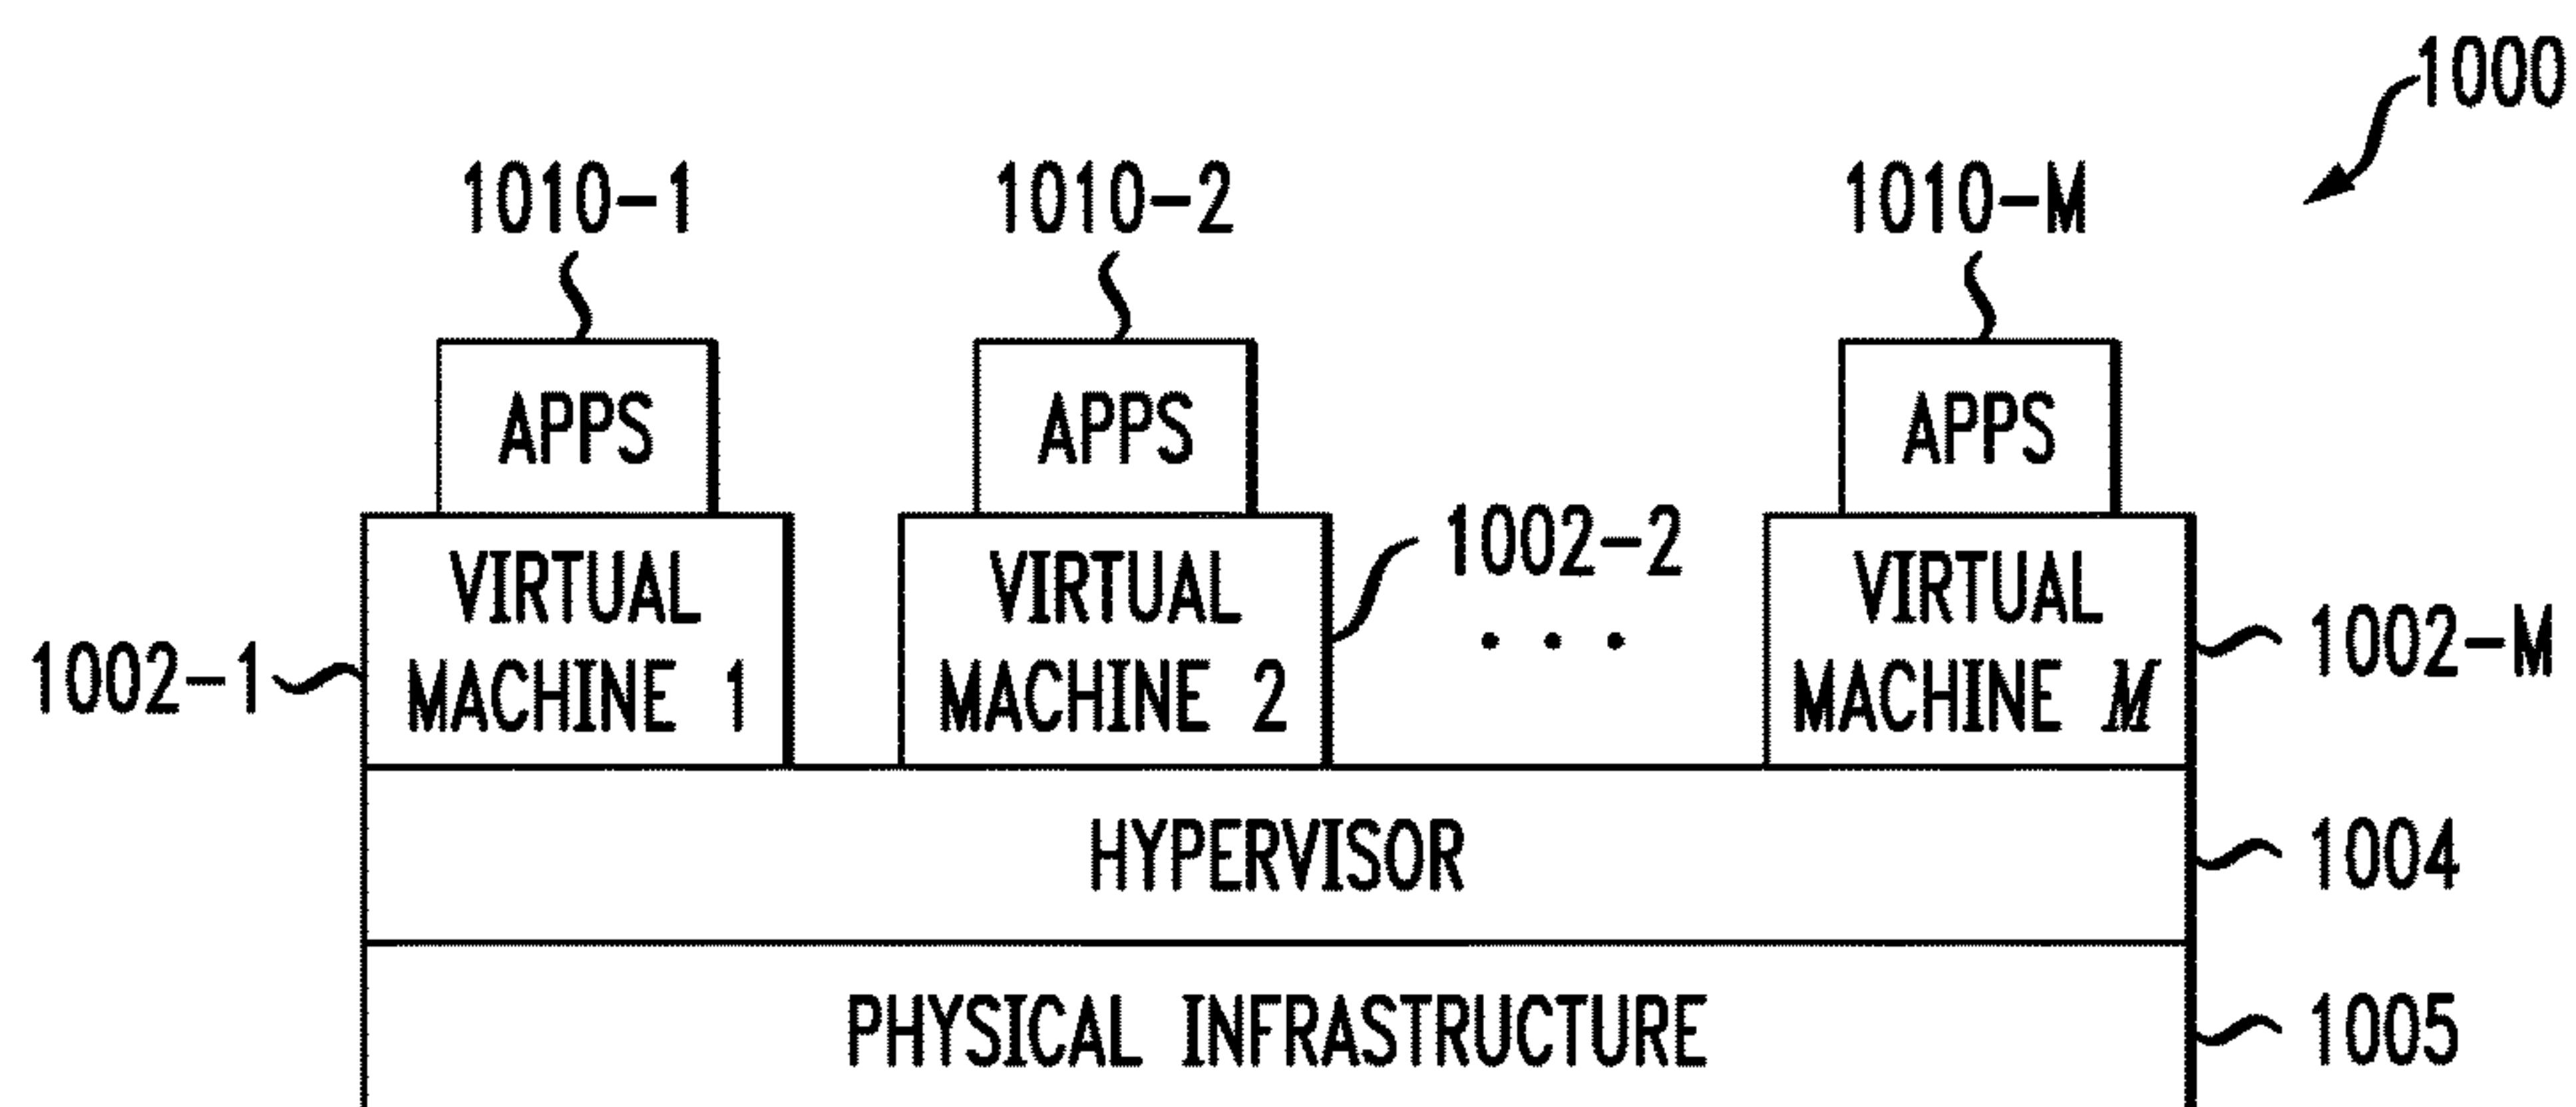 1000
1010-1
1010-2
1010-M
APPS
APPS
APPS
1002-1
VIRTUAL
MACHINE 1
VIRTUAL
MACHINE 2
1002-2
. . .
VIRTUAL
MACHINE M
1002-M
HYPERVISOR
1004
PHYSICAL INFRASTRUCTURE
1005